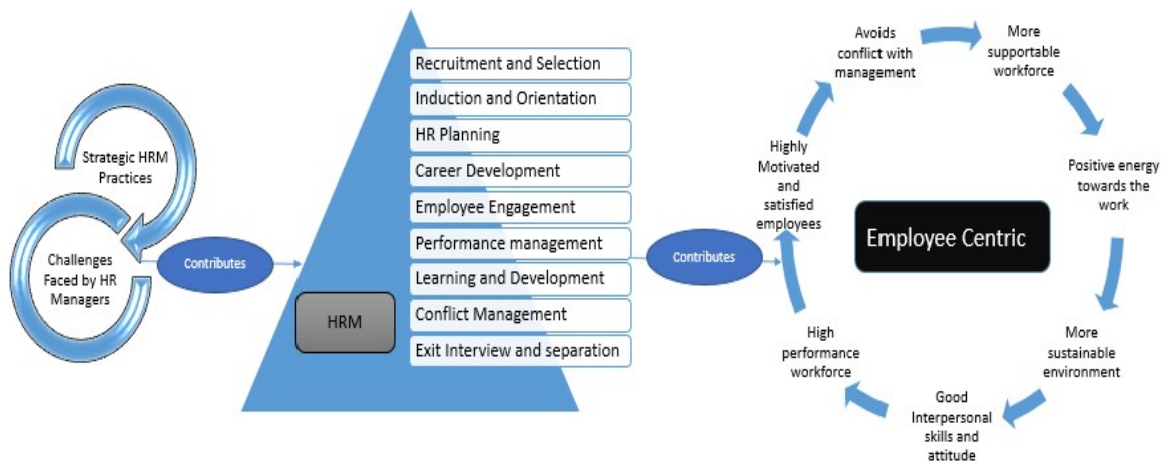 Strategic HRM
Practices
Challenges
Faced by HR
Managers
Contributes
HRM
Recruitment and Selection
Induction and Orientation
HR Planning
Career Development
Employee Engagement
Performance management
Learning and Development
Conflict Management
Exit Interview and separation
Contributes
Employee Centric
Avoids
conflict with
management
More
supportable
workforce
Positive energy
towards the
work
More
sustainable
environment
Good
Interpersonal
skills and
attitude
High
performance
workforce
Highly
Motivated
and
satisfied
employees